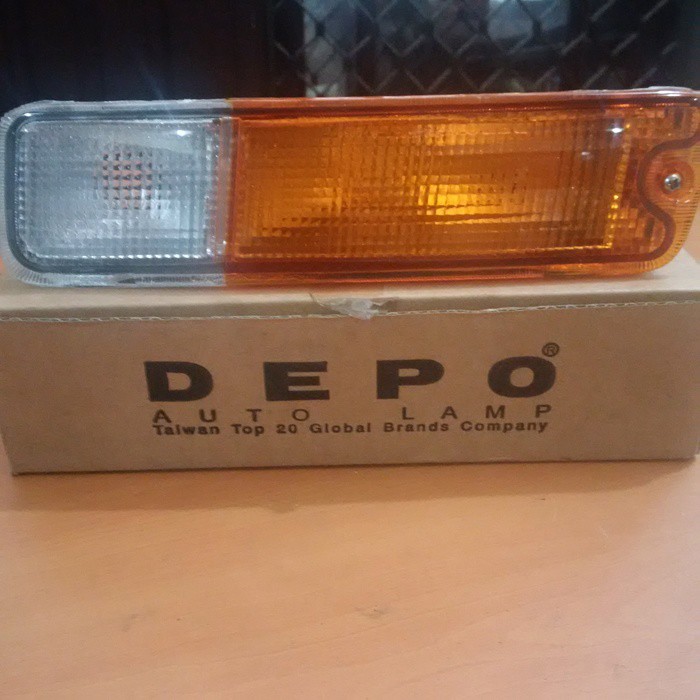 DEPO®
AUTO LAMP
Taiwan Top 20 Global Brands Company